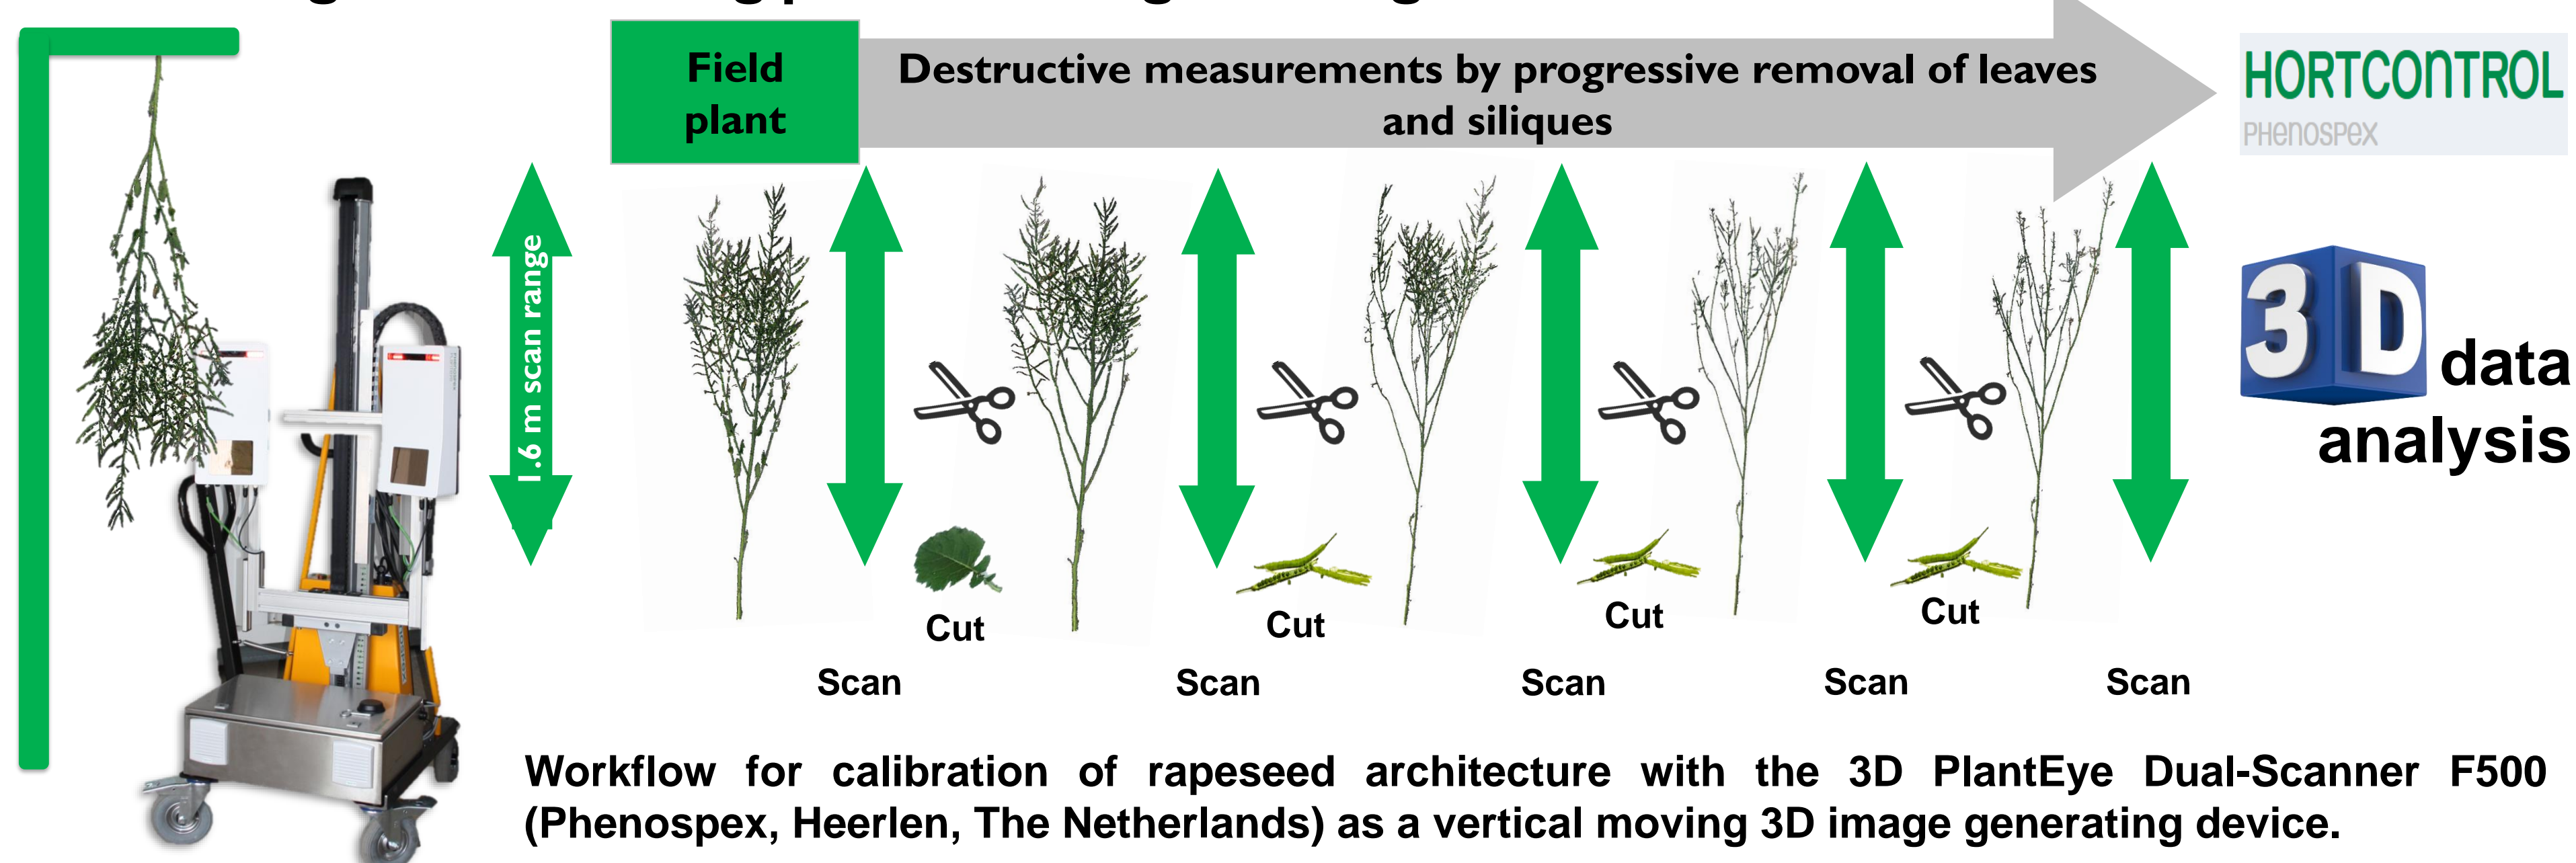 Field
plant
Destructive measurements by progressive removal of leaves
and siliques
HORTCONTROL
PHENOSPEX
1.6 m scan range
3D data
analysis
Cut
Cut
Cut
Cut
Scan
Scan
Scan
Scan
Scan
Workflow for calibration of rapeseed architecture with the 3D PlantEye Dual-Scanner F500
(Phenospex, Heerlen, The Netherlands) as a vertical moving 3D image generating device.